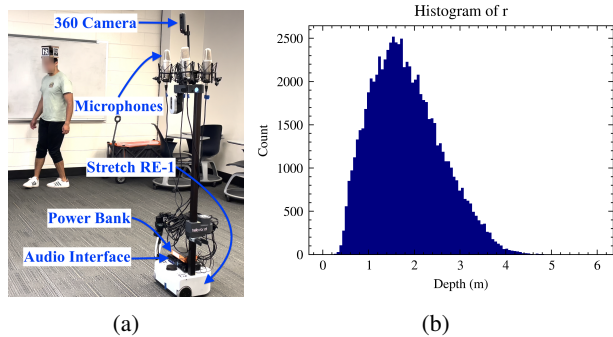 360 Camera
Microphones
Stretch RE-1
Power Bank
Audio Interface
(a)
Histogram of r
Count
2500
2000
1500
1000
500
0
0 1 2 3 4 5 6
Depth (m)
(b)